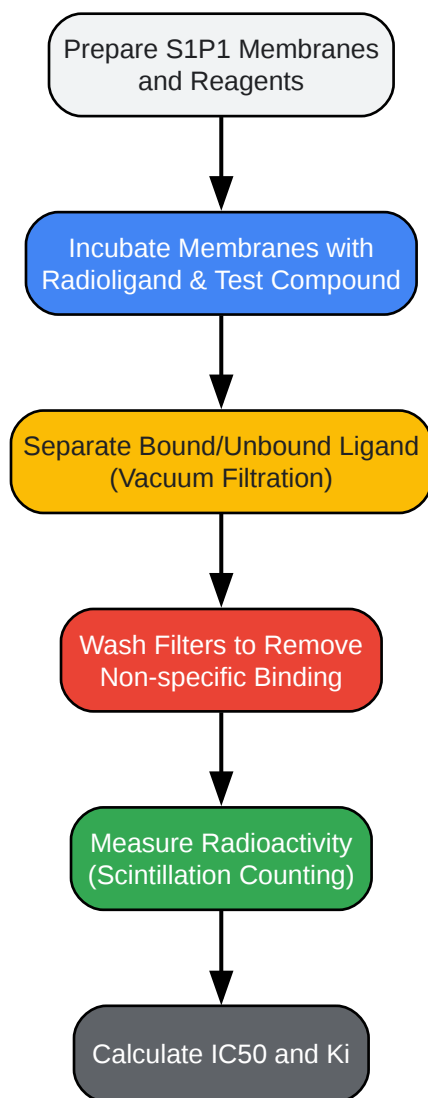 Prepare S1P1 Membranes
and Reagents
Incubate Membranes with
Radioligand & Test Compound
Separate Bound/Unbound Ligand
(Vacuum Filtration)
Wash Filters to Remove
Non-specific Binding
Measure Radioactivity
(Scintillation Counting)
Calculate IC50 and Ki